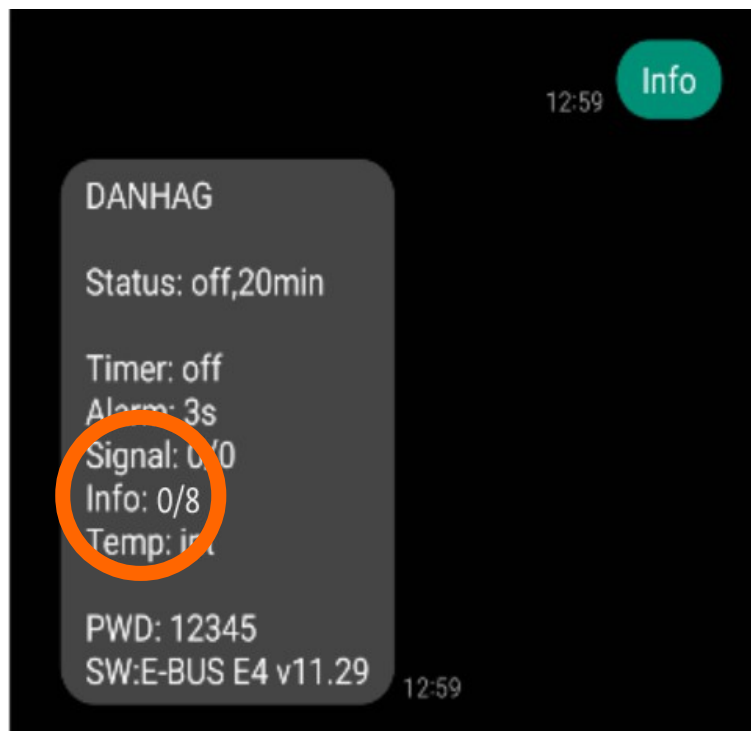 Info
12:59
DANHAG
Status: off,20min
Timer: off
Alarm: 3s
Signal: 0/0
Info: 0/8
Temp: int
PWD: 12345
SW:E-BUS E4 v11.29
12:59